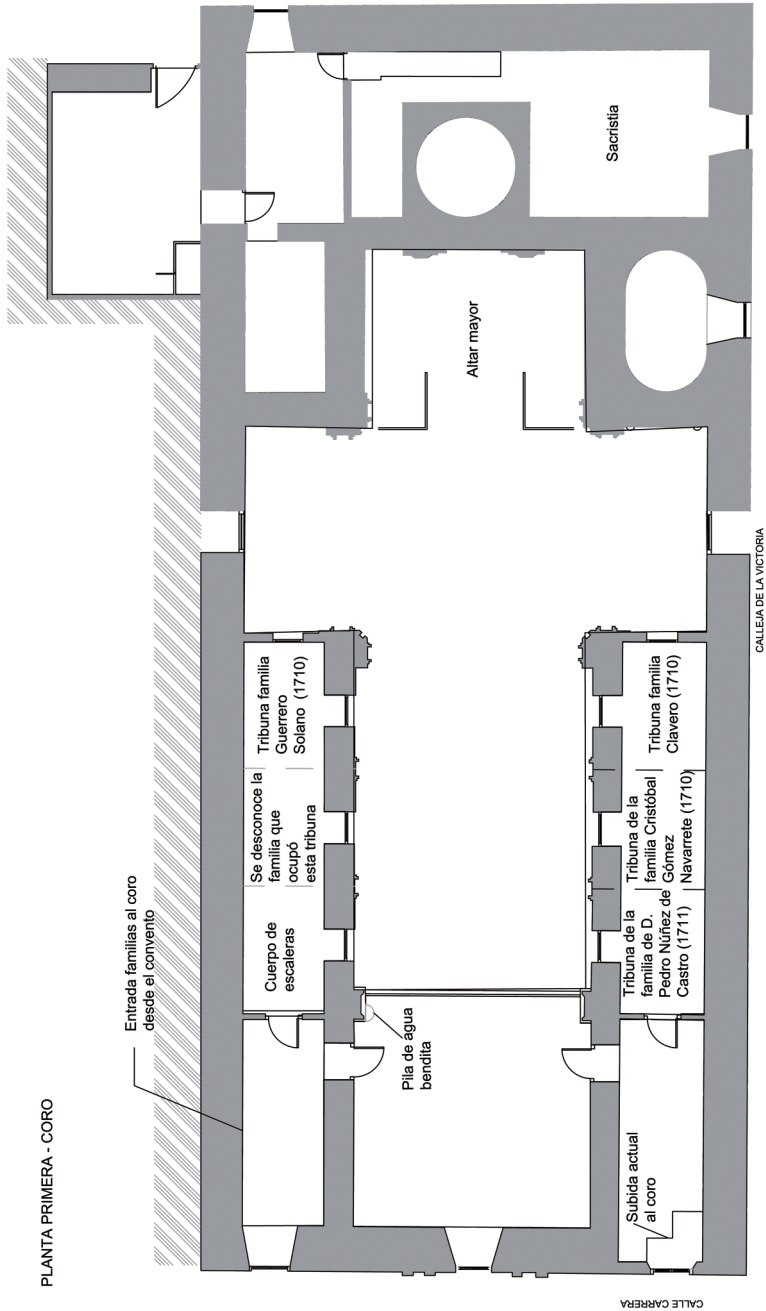 PLANTA PRIMERA - CORO
Entrada familias al coro
desde el convento
Cuerpo de
escaleras
Se desconoce la
familia que
ocupó
esta tribuna
Tribuna familia
Guerrero
Solano (1710)
Pila de agua
bendita
Altar mayor
Sacristia
Subida actual
al coro
Tribuna de la
familia de D.
Pedro Núñez de
Castro (1711)
Tribuna de la
familia Cristóbal
Gómez
Navarrete (1710)
Tribuna familia
Clavero (1710)
CALLE CARRERA
CALLEJA DE LA VICTORIA